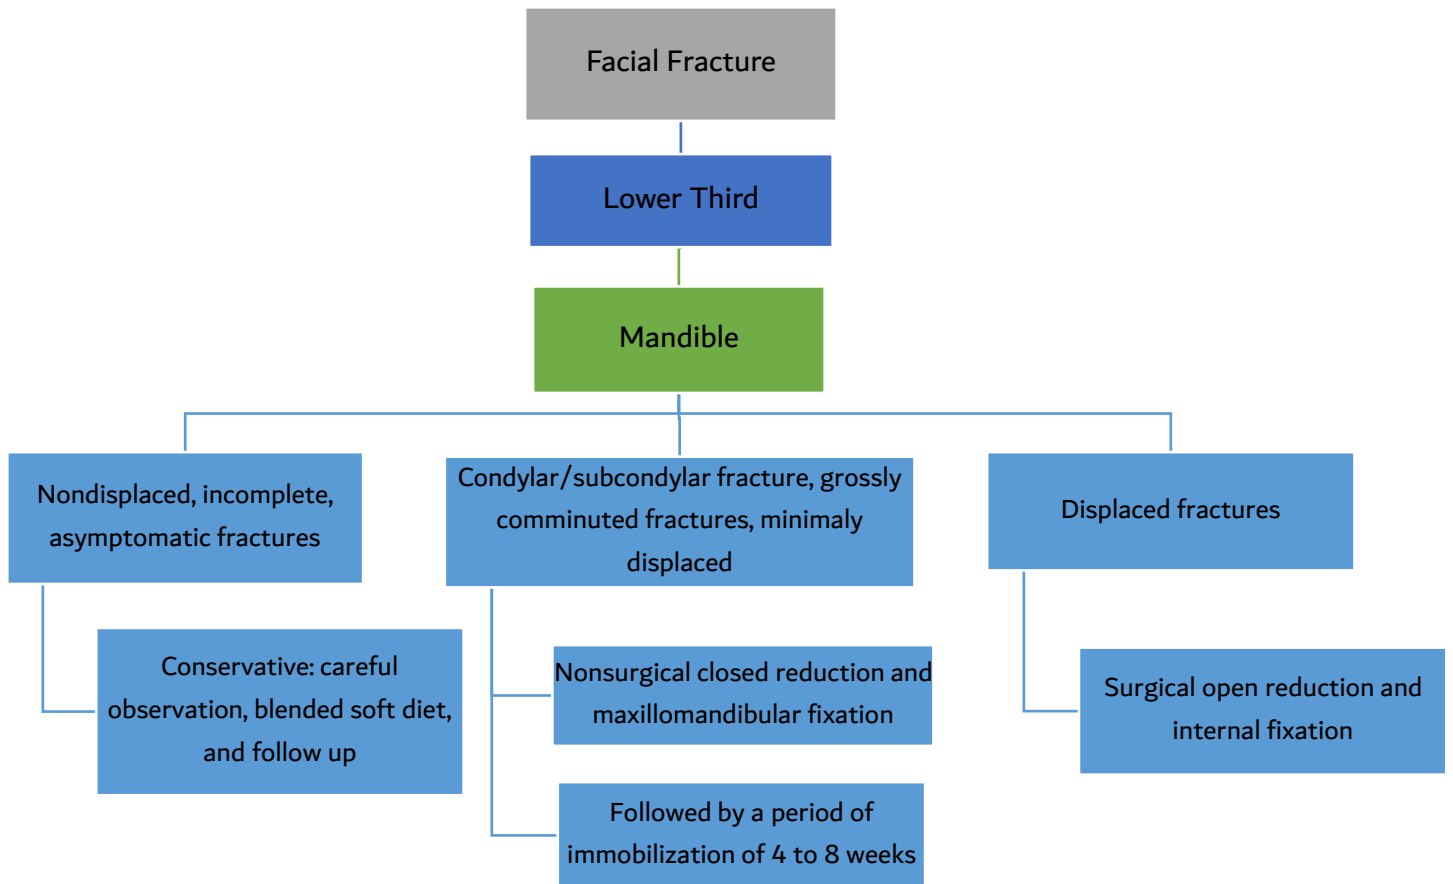 Facial Fracture
Lower Third
Mandible
Nondisplaced, incomplete,
asymptomatic fractures
Condylar/subcondylar fracture, grossly
comminuted fractures, minimaly
displaced
Displaced fractures
Conservative: careful
observation, blended soft diet,
and follow up
Nonsurgical closed reduction and
maxillomandibular fixation
Surgical open reduction and
internal fixation
Followed by a period of
immobilization of 4 to 8 weeks